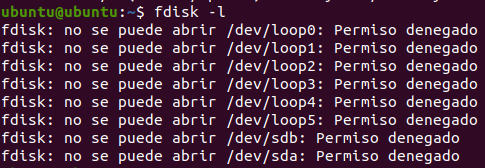 ubuntu@ubuntu:~$ fdisk -l
fdisk: no se puede abrir /dev/loop0: Permiso denegado
fdisk: no se puede abrir /dev/loop1: Permiso denegado
fdisk: no se puede abrir /dev/loop2: Permiso denegado
fdisk: no se puede abrir /dev/loop3: Permiso denegado
fdisk: no se puede abrir /dev/loop4: Permiso denegado
fdisk: no se puede abrir /dev/loop5: Permiso denegado
fdisk: no se puede abrir /dev/sdb: Permiso denegado
fdisk: no se puede abrir /dev/sda: Permiso denegado